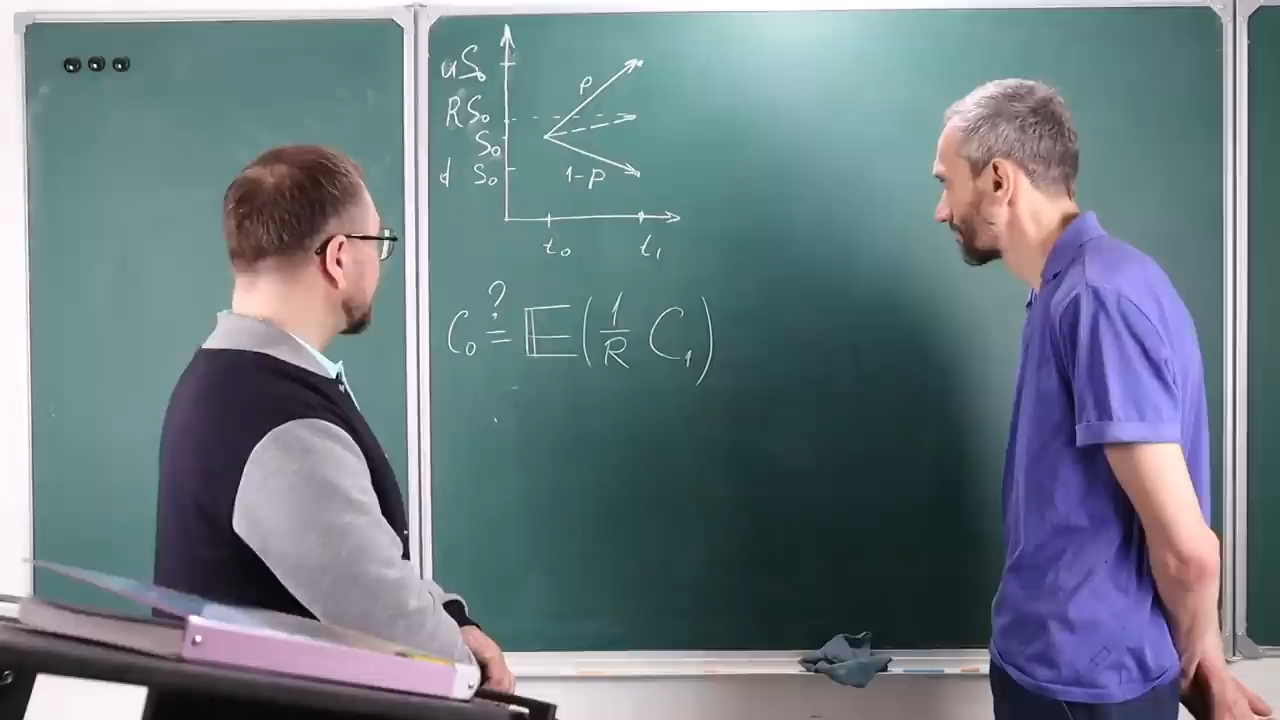 uS₀
p
RS₀
S₀
d S₀
1-p
t₀ t₁
C₀ ≟ 𝔼(1/R C₁)